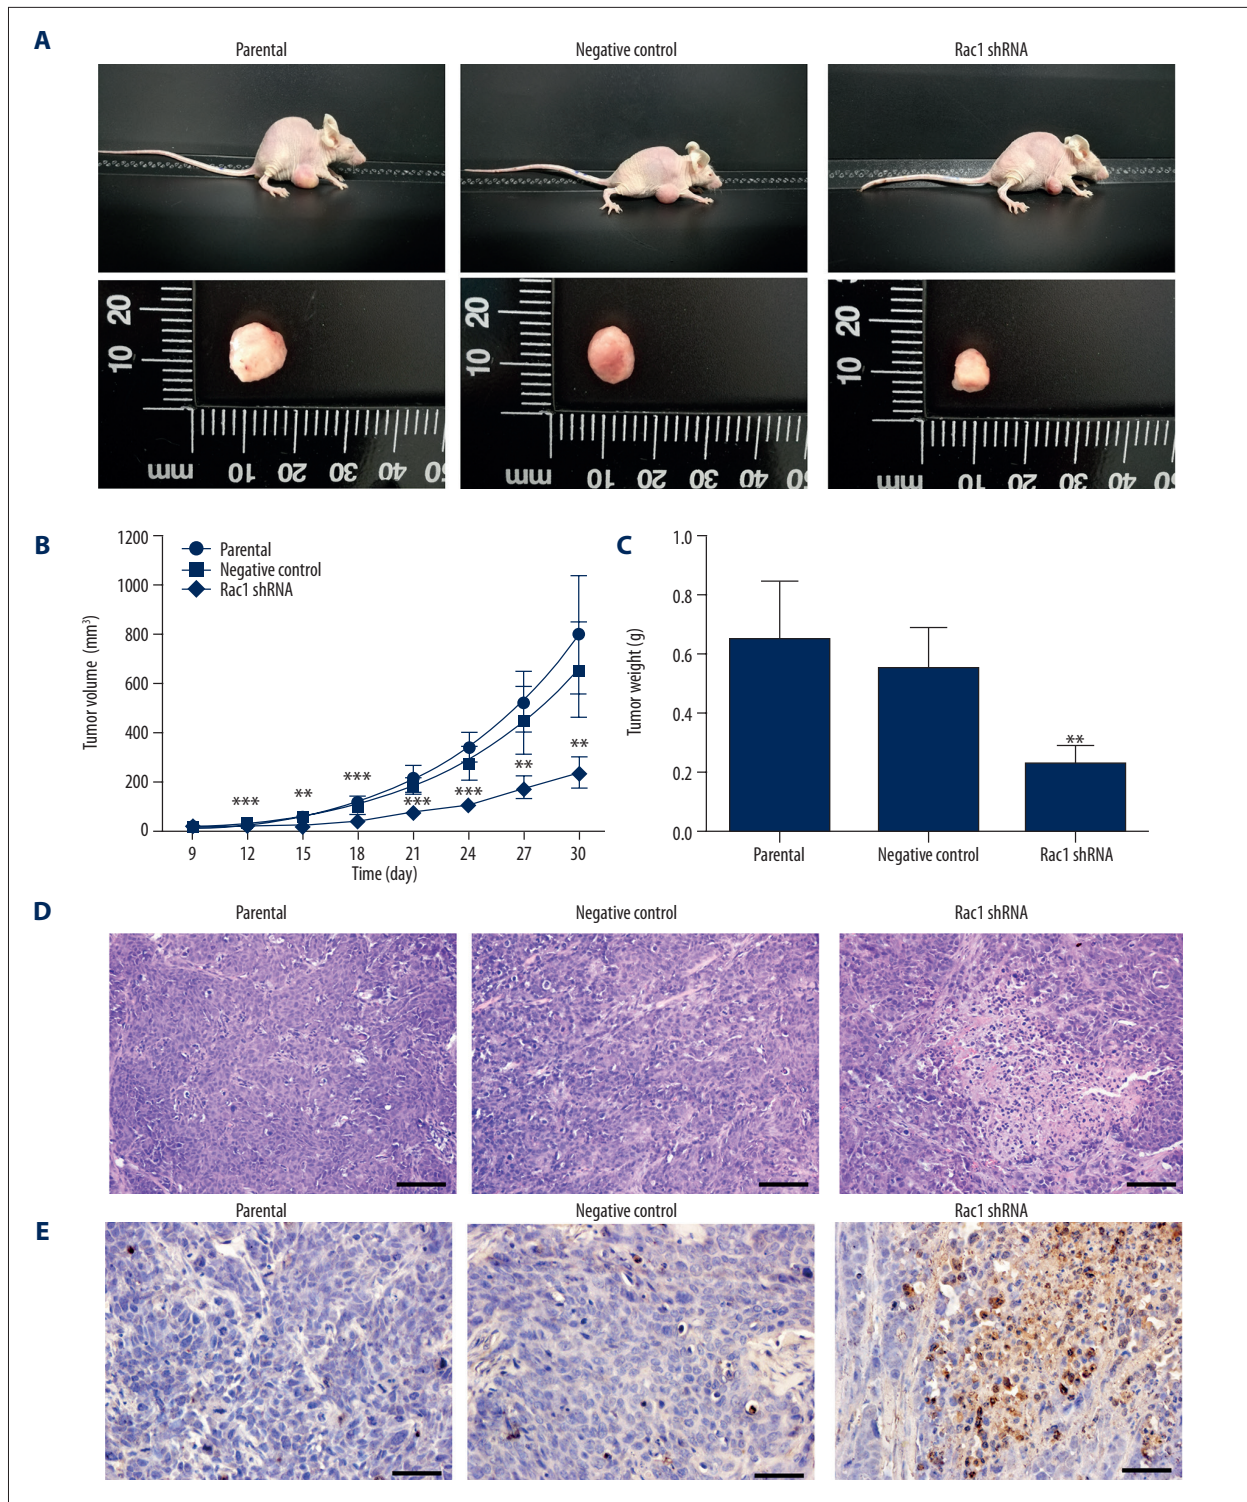 A
Parental
Negative control
Rac1 shRNA
20
10
mm 10 20 30 40 50
20
10
mm 10 20 30 40 50
20
10
mm 10 20 30 40 50
B
1200
1000
800
600
400
200
0
Tumor volume (mm³)
Parental
Negative control
Rac1 shRNA
***
**
***
***
***
**
**
9 12 15 18 21 24 27 30
Time (day)
C
1.0
0.8
0.6
0.4
0.2
0.0
Tumor weight (g)
**
Parental
Negative control
Rac1 shRNA
D
Parental
Negative control
Rac1 shRNA
E
Parental
Negative control
Rac1 shRNA